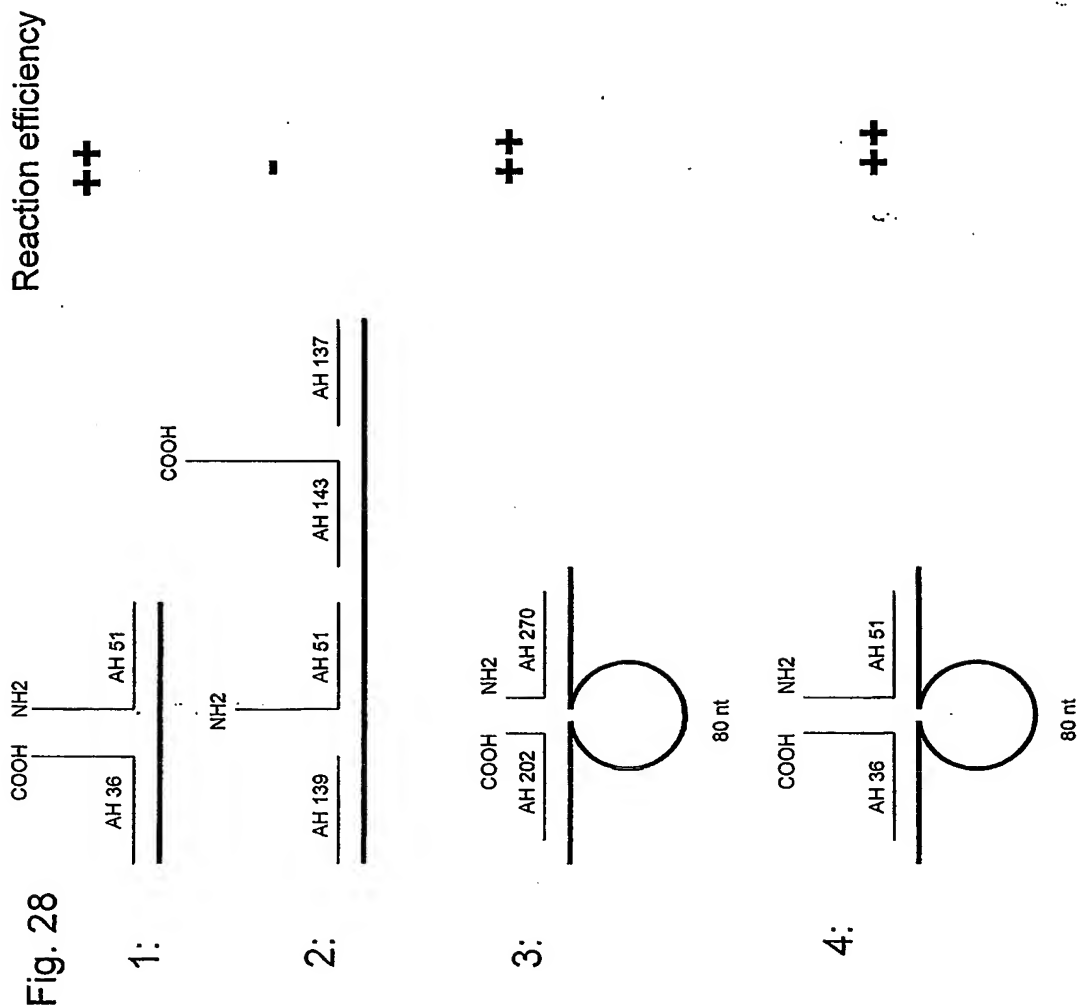 Fig. 28
Reaction efficiency
1:
COOH
NH2
AH 36
AH 51
++
2:
NH2
COOH
AH 139
AH 51
AH 143
AH 137
-
3:
COOH
NH2
AH 202
AH 270
80 nt
++
4:
COOH
NH2
AH 36
AH 51
80 nt
++